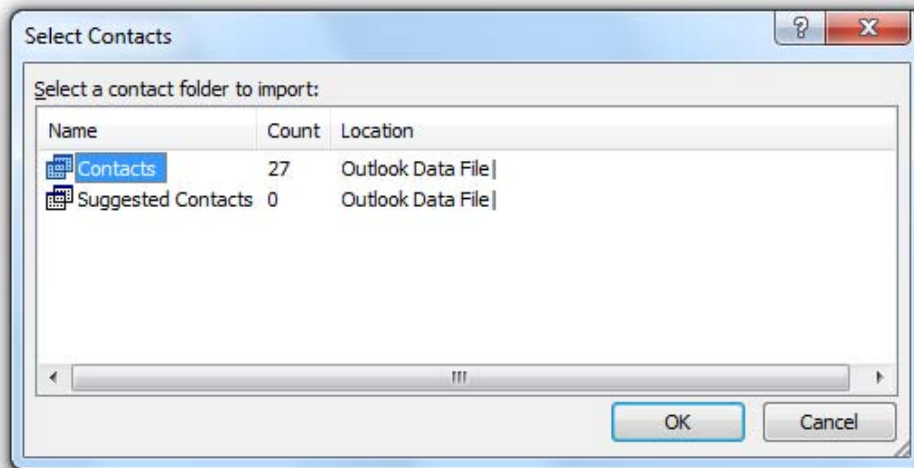 Select Contacts
Select a contact folder to import:
Name Count Location
Contacts 27 Outlook Data File|
Suggested Contacts 0 Outlook Data File|
OK Cancel